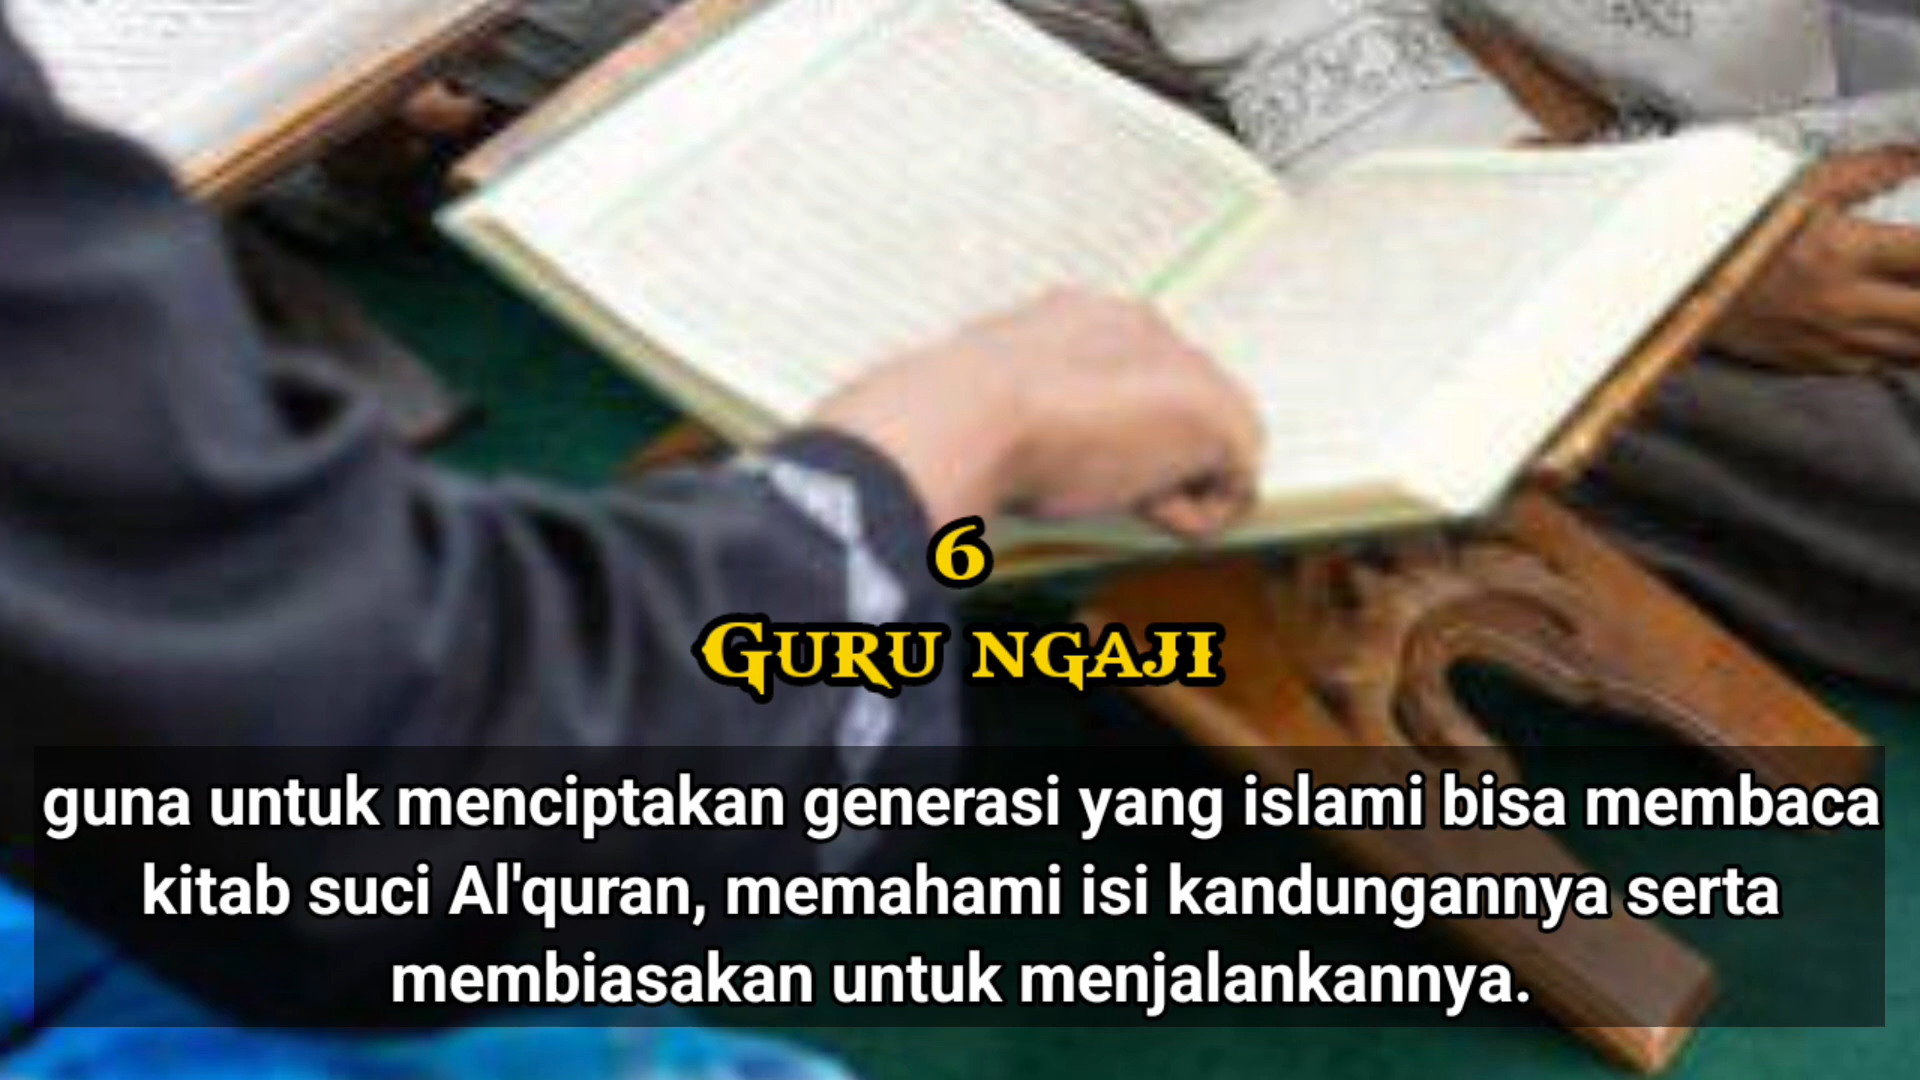 6
Guru ngaji
guna untuk menciptakan generasi yang islami bisa membaca
kitab suci Al'quran, memahami isi kandungannya serta
membiasakan untuk menjalankannya.